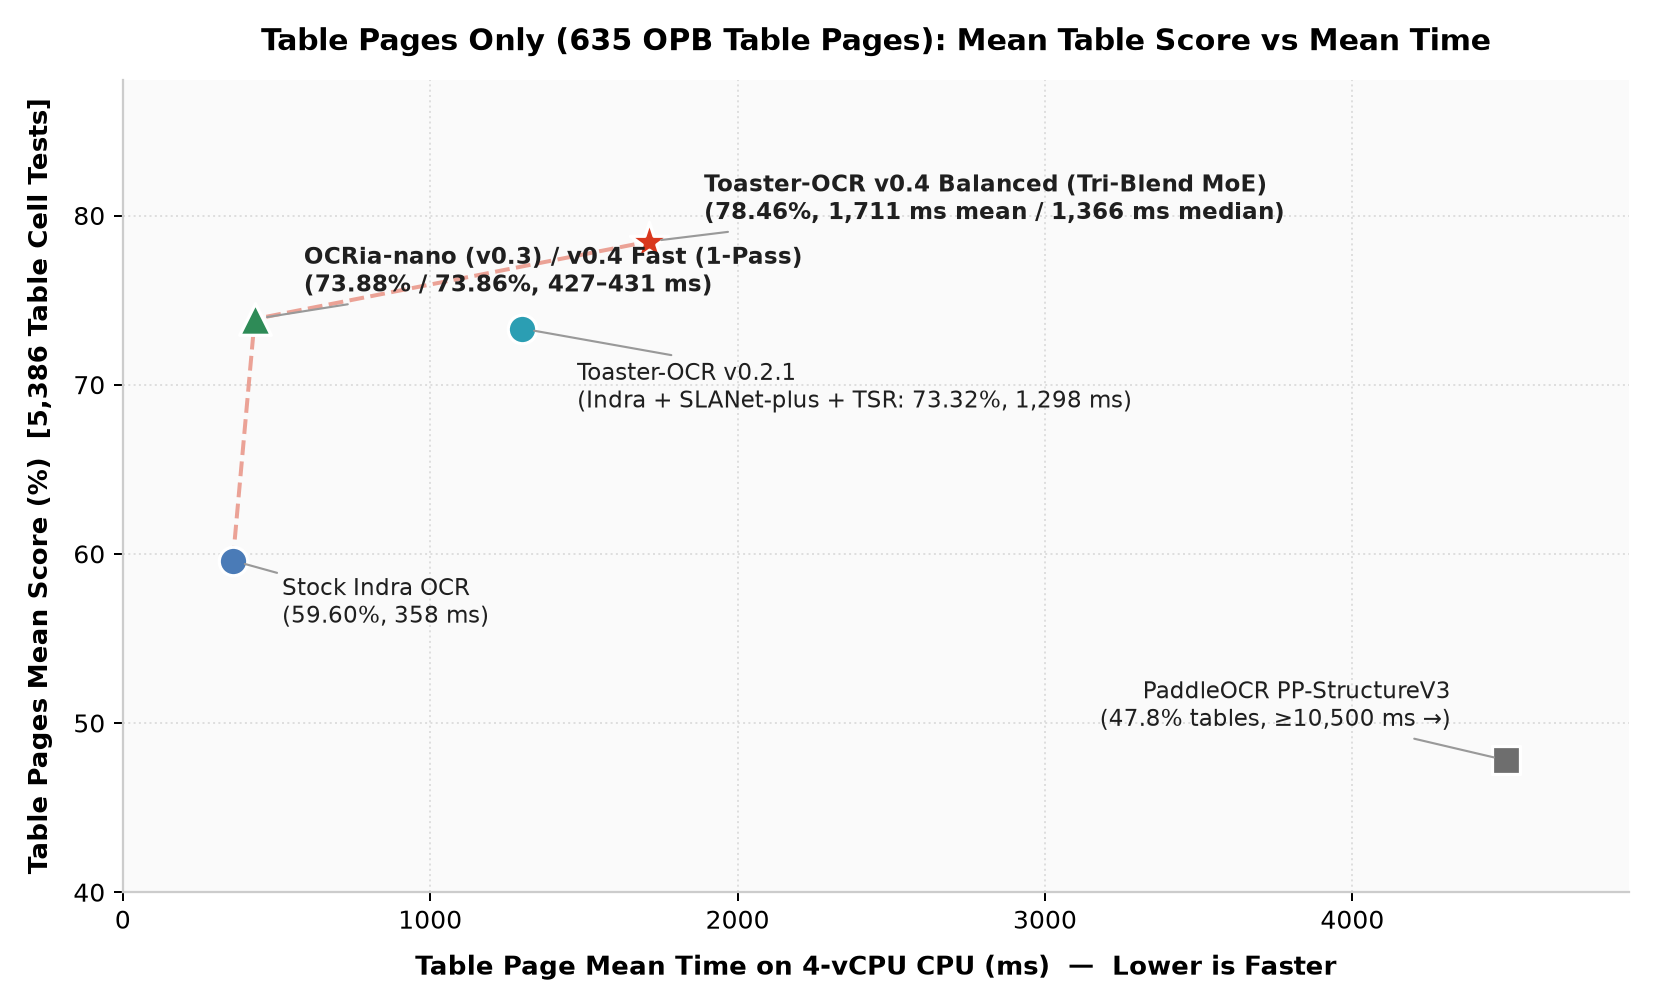 Table Pages Only (635 OPB Table Pages): Mean Table Score vs Mean Time
Table Pages Mean Score (%)  [5,386 Table Cell Tests]
80
70
60
50
40
Toaster-OCR v0.4 Balanced (Tri-Blend MoE)
(78.46%, 1,711 ms mean / 1,366 ms median)
OCRia-nano (v0.3) / v0.4 Fast (1-Pass)
(73.88% / 73.86%, 427–431 ms)
Toaster-OCR v0.2.1
(Indra + SLANet-plus + TSR: 73.32%, 1,298 ms)
Stock Indra OCR
(59.60%, 358 ms)
PaddleOCR PP-StructureV3
(47.8% tables, ≥10,500 ms →)
0 1000 2000 3000 4000
Table Page Mean Time on 4-vCPU CPU (ms)  —  Lower is Faster